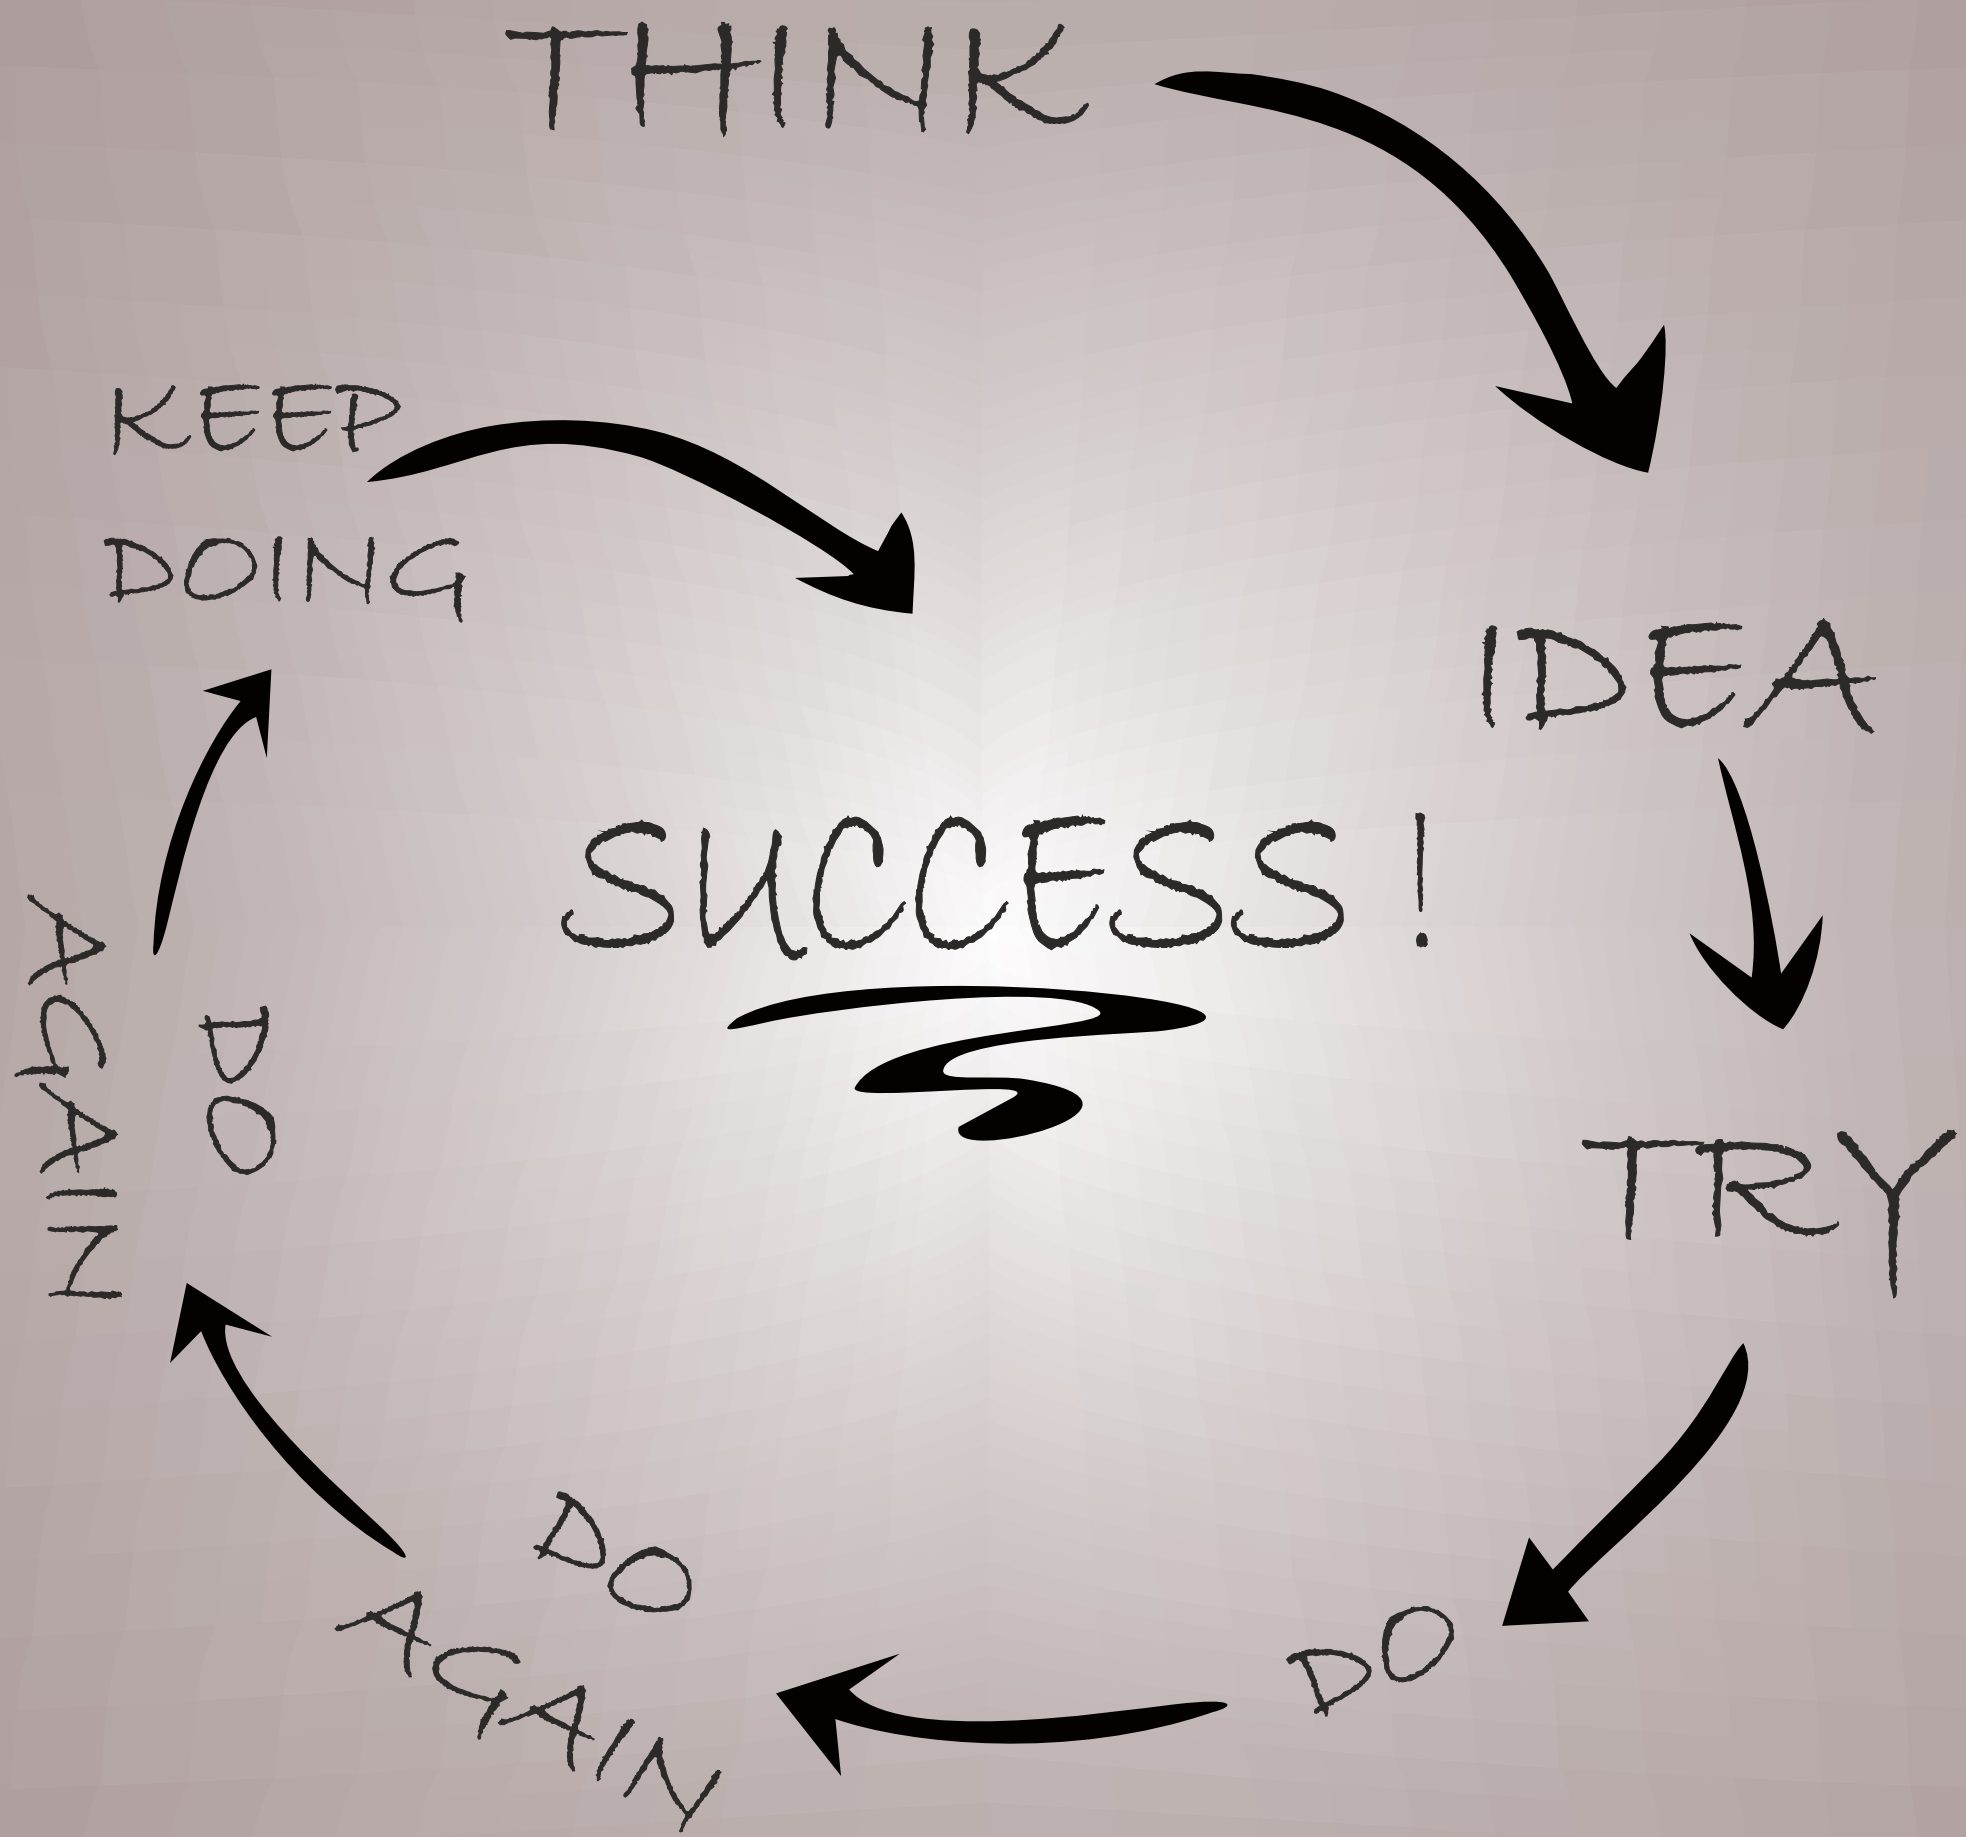 THINK
IDEA
TRY
DO
DO
AGAIN
DO
AGAIN
KEEP
DOING
SUCCESS !